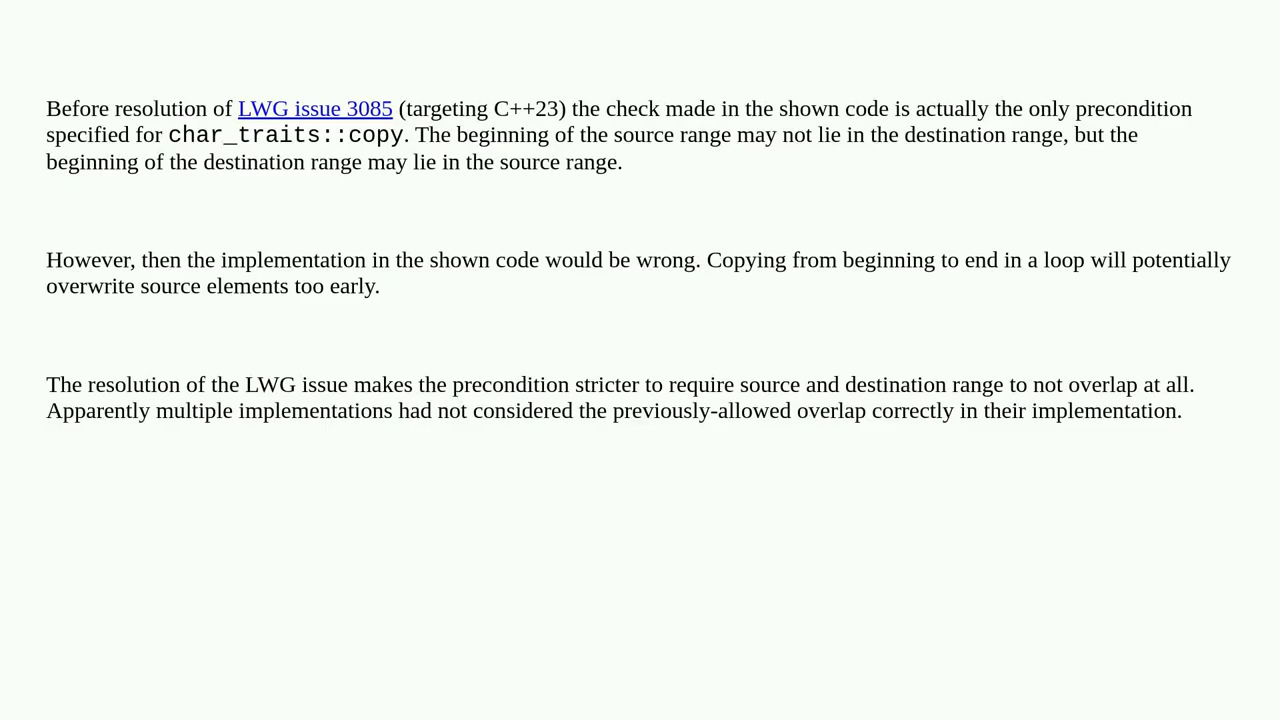 Before resolution of LWG issue 3085 (targeting C++23) the check made in the shown code is actually the only precondition
specified for char_traits::copy. The beginning of the source range may not lie in the destination range, but the
beginning of the destination range may lie in the source range.
However, then the implementation in the shown code would be wrong. Copying from beginning to end in a loop will potentially
overwrite source elements too early.
The resolution of the LWG issue makes the precondition stricter to require source and destination range to not overlap at all.
Apparently multiple implementations had not considered the previously-allowed overlap correctly in their implementation.